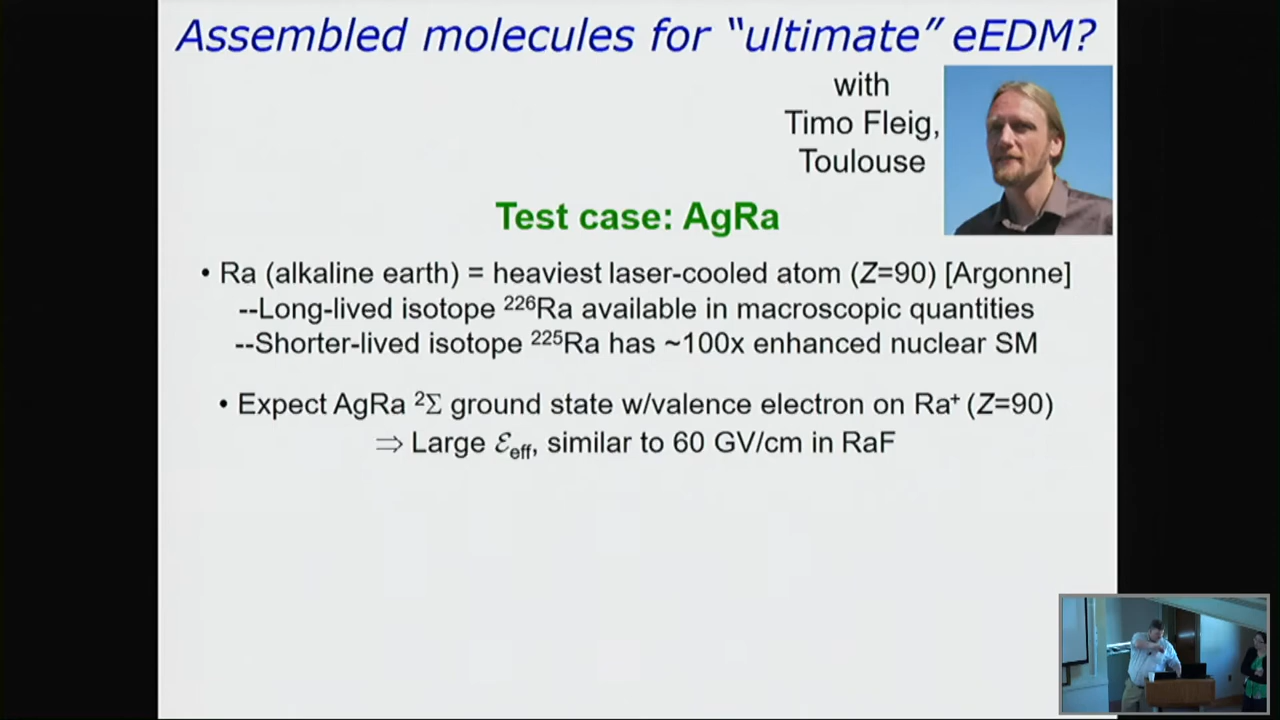 Assembled molecules for “ultimate” eEDM?
with
Timo Fleig,
Toulouse
Test case: AgRa
• Ra (alkaline earth) = heaviest laser-cooled atom (Z=90) [Argonne]
--Long-lived isotope ²²⁶Ra available in macroscopic quantities
--Shorter-lived isotope ²²⁵Ra has ~100x enhanced nuclear SM
• Expect AgRa ²Σ ground state w/valence electron on Ra⁺ (Z=90)
⇒ Large ℰeff, similar to 60 GV/cm in RaF